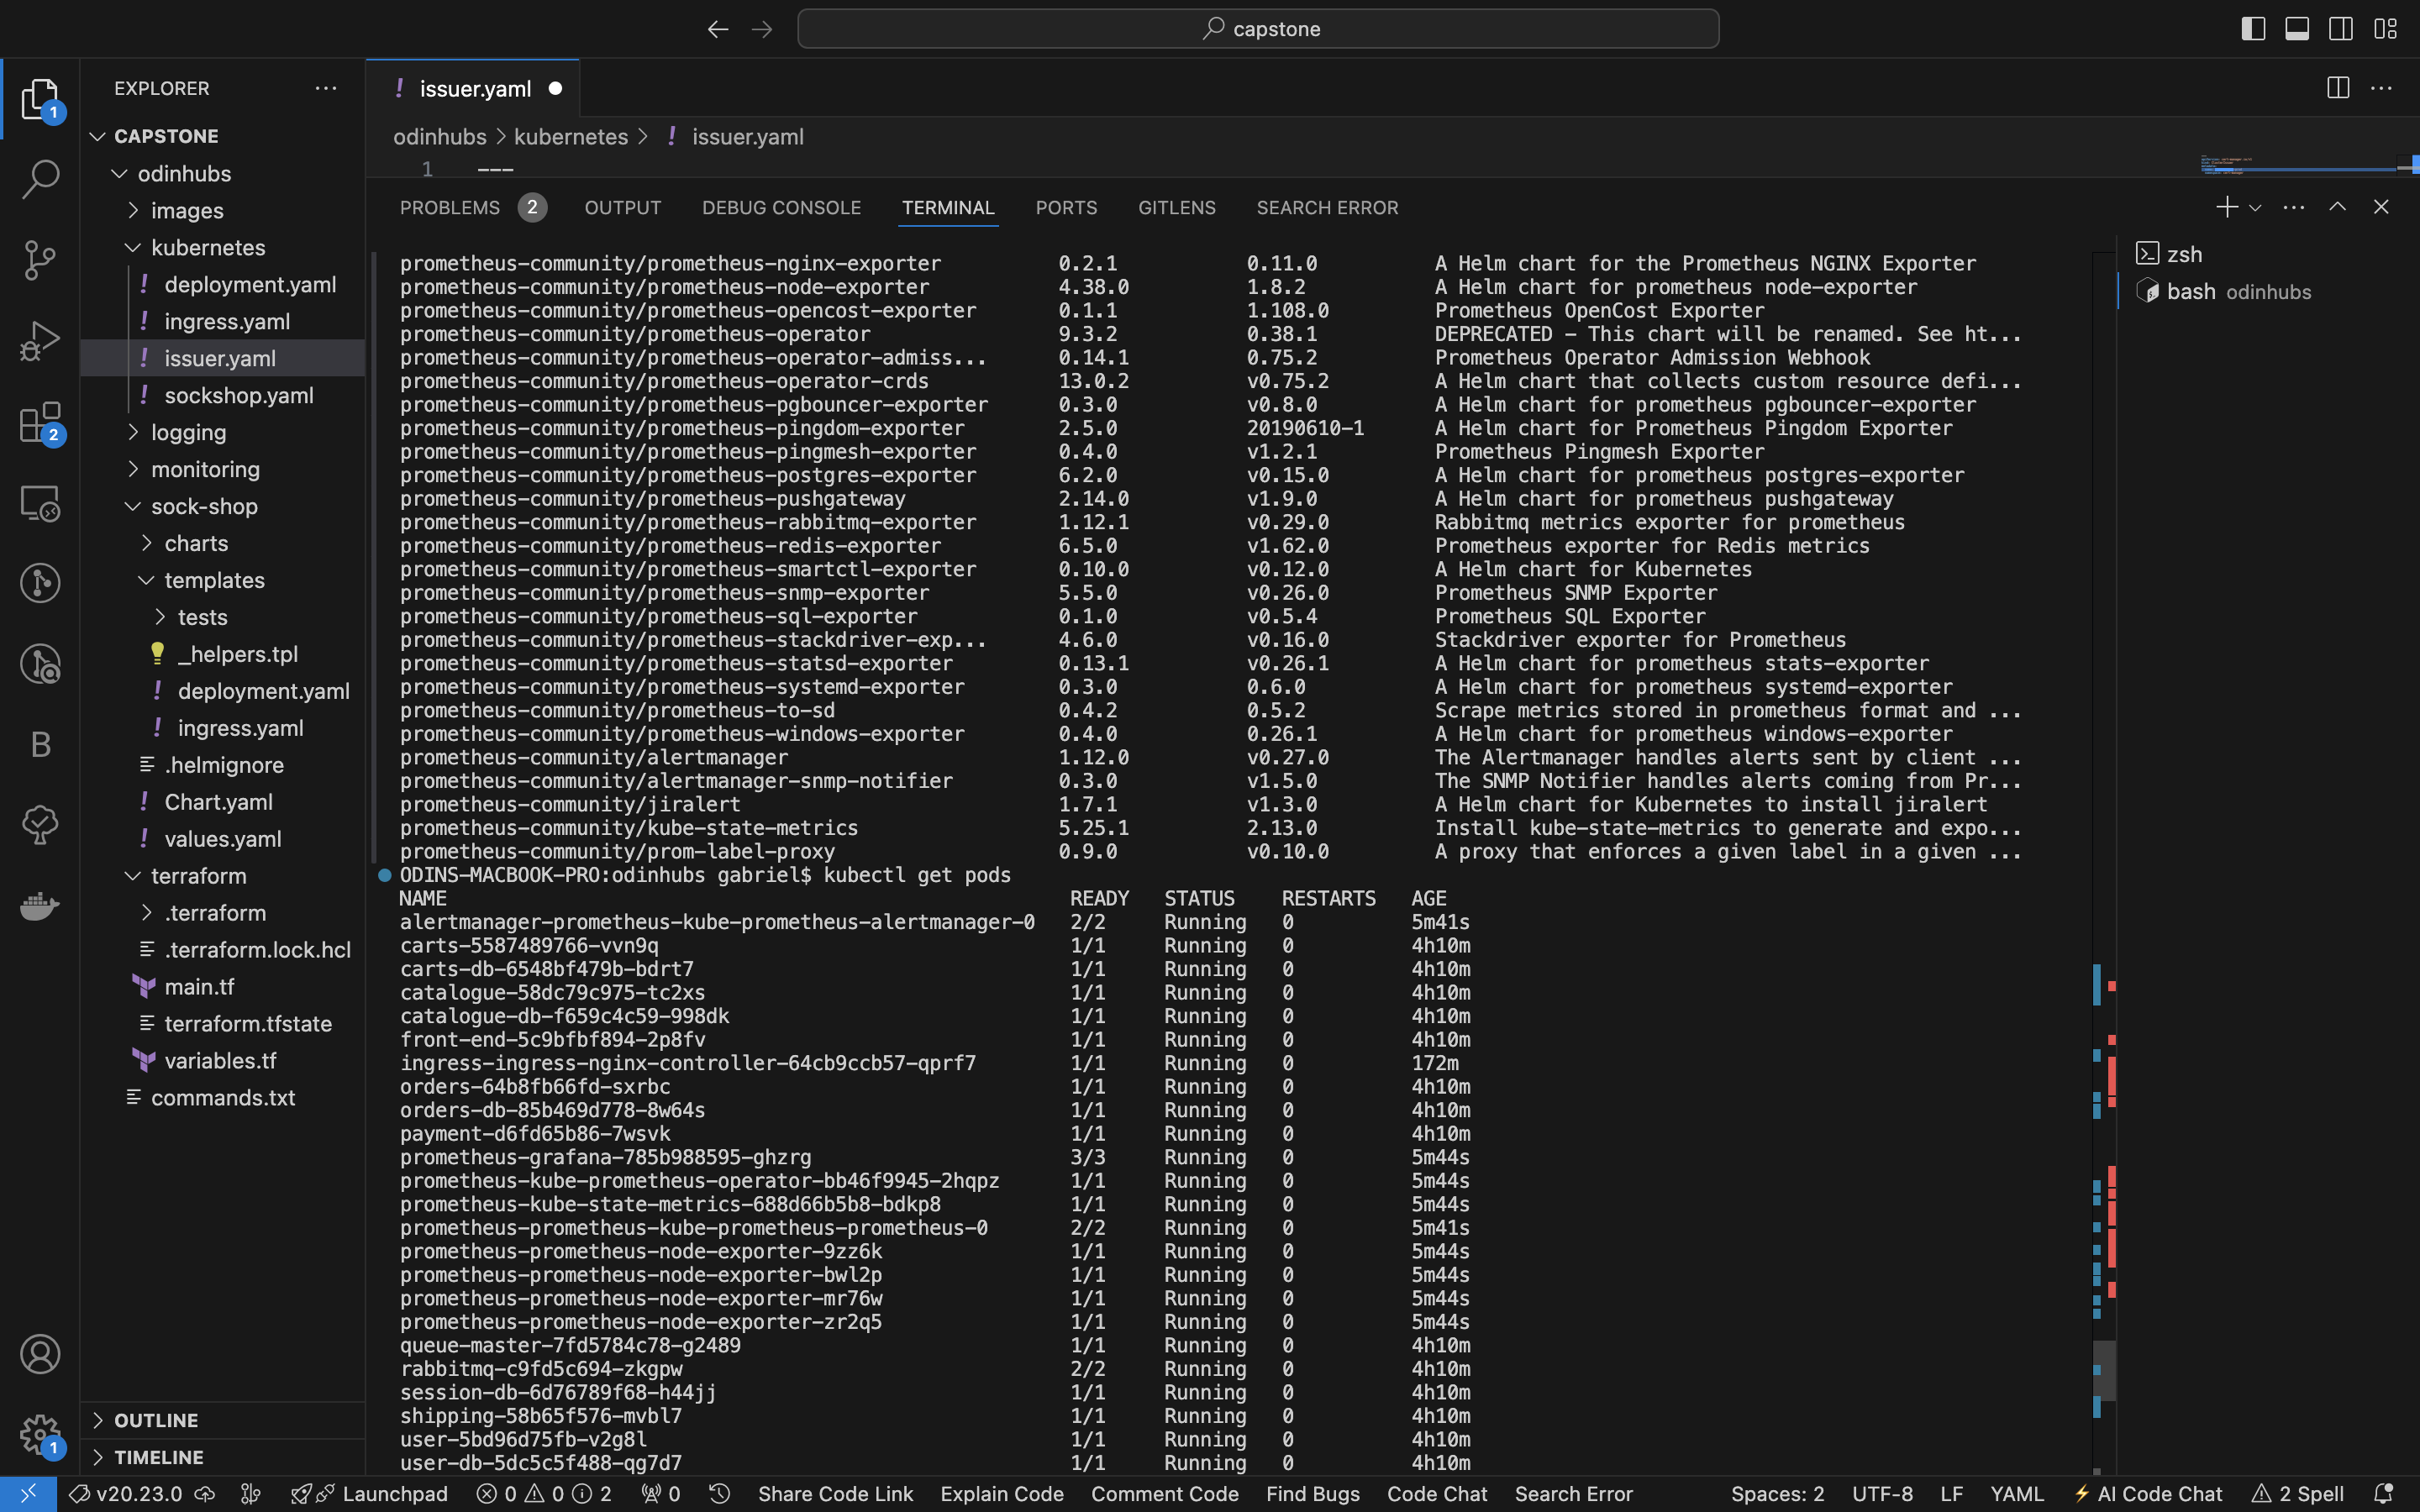 capstone
EXPLORER
issuer.yaml
1
CAPSTONE
odinhubs > kubernetes > ! issuer.yaml
odinhubs
1 ---
images
kubernetes
deployment.yaml
ingress.yaml
issuer.yaml
sockshop.yaml
2
logging
monitoring
sock-shop
charts
templates
tests
_helpers.tpl
deployment.yaml
ingress.yaml
B
.helmignore
Chart.yaml
values.yaml
terraform
.terraform
.terraform.lock.hcl
main.tf
terraform.tfstate
variables.tf
commands.txt
OUTLINE
1
TIMELINE
PROBLEMS 2 OUTPUT DEBUG CONSOLE TERMINAL PORTS GITLENS SEARCH ERROR
zsh
bash odinhubs
prometheus-community/prometheus-nginx-exporter 0.2.1 0.11.0 A Helm chart for the Prometheus NGINX Exporter
prometheus-community/prometheus-node-exporter 4.38.0 1.8.2 A Helm chart for prometheus node-exporter
prometheus-community/prometheus-opencost-exporter 0.1.1 1.108.0 Prometheus OpenCost Exporter
prometheus-community/prometheus-operator 9.3.2 0.38.1 DEPRECATED - This chart will be renamed. See ht...
prometheus-community/prometheus-operator-admiss... 0.14.1 0.75.2 Prometheus Operator Admission Webhook
prometheus-community/prometheus-operator-crds 13.0.2 v0.75.2 A Helm chart that collects custom resource defi...
prometheus-community/prometheus-pgbouncer-exporter 0.3.0 v0.8.0 A Helm chart for prometheus pgbouncer-exporter
prometheus-community/prometheus-pingdom-exporter 2.5.0 20190610-1 A Helm chart for Prometheus Pingdom Exporter
prometheus-community/prometheus-pingmesh-exporter 0.4.0 v1.2.1 Prometheus Pingmesh Exporter
prometheus-community/prometheus-postgres-exporter 6.2.0 v0.15.0 A Helm chart for prometheus postgres-exporter
prometheus-community/prometheus-pushgateway 2.14.0 v1.9.0 A Helm chart for prometheus pushgateway
prometheus-community/prometheus-rabbitmq-exporter 1.12.1 v0.29.0 Rabbitmq metrics exporter for prometheus
prometheus-community/prometheus-redis-exporter 6.5.0 v1.62.0 Prometheus exporter for Redis metrics
prometheus-community/prometheus-smartctl-exporter 0.10.0 v0.12.0 A Helm chart for Kubernetes
prometheus-community/prometheus-snmp-exporter 5.5.0 v0.26.0 Prometheus SNMP Exporter
prometheus-community/prometheus-sql-exporter 0.1.0 v0.5.4 Prometheus SQL Exporter
prometheus-community/prometheus-stackdriver-exp... 4.6.0 v0.16.0 Stackdriver exporter for Prometheus
prometheus-community/prometheus-statsd-exporter 0.13.1 v0.26.1 A Helm chart for prometheus stats-exporter
prometheus-community/prometheus-systemd-exporter 0.3.0 0.6.0 A Helm chart for prometheus systemd-exporter
prometheus-community/prometheus-to-sd 0.4.2 0.5.2 Scrape metrics stored in prometheus format and ...
prometheus-community/prometheus-windows-exporter 0.4.0 0.26.1 A Helm chart for prometheus windows-exporter
prometheus-community/alertmanager 1.12.0 v0.27.0 The Alertmanager handles alerts sent by client ...
prometheus-community/alertmanager-snmp-notifier 0.3.0 v1.5.0 The SNMP Notifier handles alerts coming from Pr...
prometheus-community/jiralert 1.7.1 v1.3.0 A Helm chart for Kubernetes to install jiralert
prometheus-community/kube-state-metrics 5.25.1 2.13.0 Install kube-state-metrics to generate and expo...
prometheus-community/prom-label-proxy 0.9.0 v0.10.0 A proxy that enforces a given label in a given ...
ODINS-MACBOOK-PRO:odinhubs gabriel$ kubectl get pods
NAME READY STATUS RESTARTS AGE
alertmanager-prometheus-kube-prometheus-alertmanager-0 2/2 Running 0 5m41s
carts-5587489766-vvn9q 1/1 Running 0 4h10m
carts-db-6548bf479b-bdrt7 1/1 Running 0 4h10m
catalogue-58dc79c975-tc2xs 1/1 Running 0 4h10m
catalogue-db-f659c4c59-998dk 1/1 Running 0 4h10m
front-end-5c9bfbf894-2p8fv 1/1 Running 0 4h10m
ingress-ingress-nginx-controller-64cb9ccb57-qprf7 1/1 Running 0 172m
orders-64b8fb66fd-sxrbc 1/1 Running 0 4h10m
orders-db-85b469d778-8w64s 1/1 Running 0 4h10m
payment-d6fd65b86-7wsvk 1/1 Running 0 4h10m
prometheus-grafana-785b988595-ghzrg 3/3 Running 0 5m44s
prometheus-kube-prometheus-operator-bb46f9945-2hqpz 1/1 Running 0 5m44s
prometheus-kube-state-metrics-688d66b5b8-bdkp8 1/1 Running 0 5m44s
prometheus-prometheus-kube-prometheus-prometheus-0 2/2 Running 0 5m41s
prometheus-prometheus-node-exporter-9zz6k 1/1 Running 0 5m44s
prometheus-prometheus-node-exporter-bwl2p 1/1 Running 0 5m44s
prometheus-prometheus-node-exporter-mr76w 1/1 Running 0 5m44s
prometheus-prometheus-node-exporter-zr2q5 1/1 Running 0 5m44s
queue-master-7fd5784c78-g2489 1/1 Running 0 4h10m
rabbitmq-c9fd5c694-zkgpw 2/2 Running 0 4h10m
session-db-6d76789f68-h44jj 1/1 Running 0 4h10m
shipping-58b65f576-mvbl7 1/1 Running 0 4h10m
user-5bd96d75fb-v2g8l 1/1 Running 0 4h10m
user-db-5dc5c5f488-qg7d7 1/1 Running 0 4h10m
v20.23.0 Launchpad 0 0 2 0 Share Code Link Explain Code Comment Code Find Bugs Code Chat Search Error Spaces: 2 UTF-8 LF YAML AI Code Chat 2 Spell